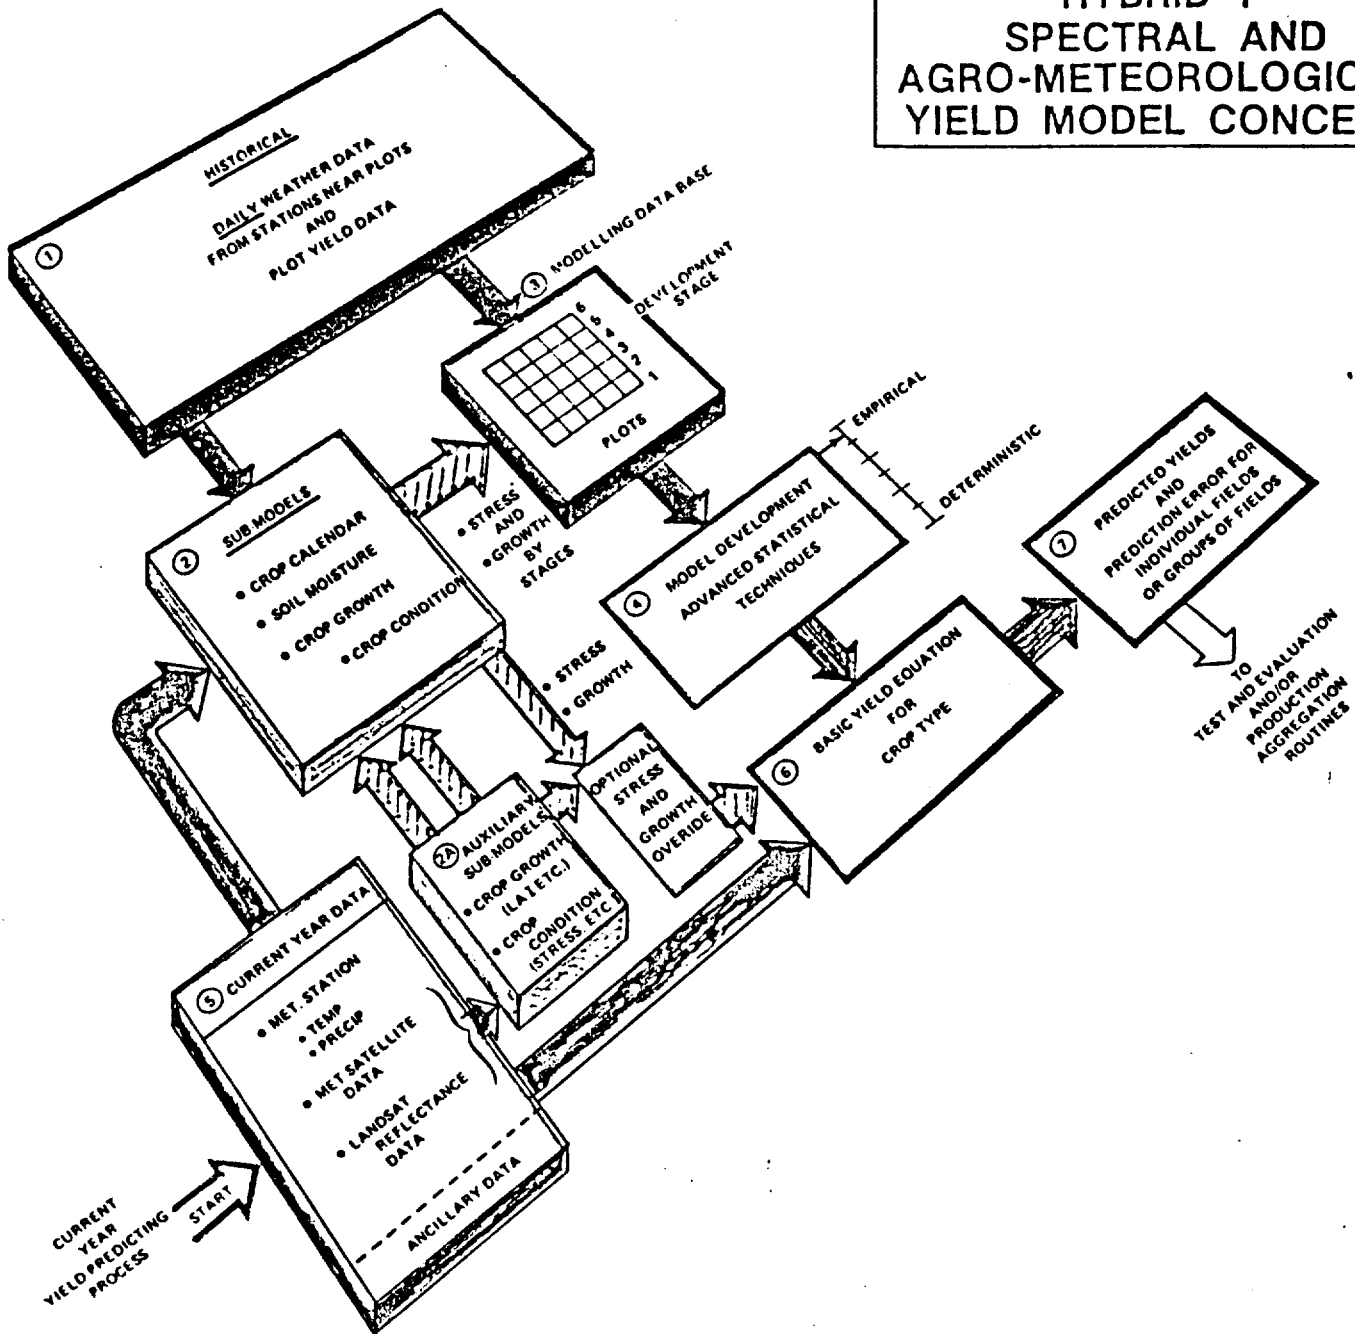 SPECTRAL AND
AGRO-METEOROLOGIC
YIELD MODEL CONCE
1
HISTORICAL
DAILY WEATHER DATA
FROM STATIONS NEAR PLOTS
AND
PLOT YIELD DATA
3 MODELLING DATA BASE
DEVELOPMENT
STAGE
6
5
4
3
2
1
PLOTS
2
SUB-MODELS
• CROP CALENDAR
• SOIL MOISTURE
• CROP GROWTH
• CROP CONDITION
• STRESS
AND
• GROWTH
BY
STAGES
EMPIRICAL
DETERMINISTIC
4 MODEL DEVELOPMENT
ADVANCED STATISTICAL
TECHNIQUES
• STRESS
• GROWTH
OPTIONAL
STRESS
AND
GROWTH
OVERIDE
2A AUXILIARY
SUB-MODELS
• CROP GROWTH
(L A I ETC.)
• CROP
CONDITION
(STRESS, ETC.)
6 BASIC YIELD EQUATION
FOR
CROP TYPE
7 PREDICTED YIELDS
AND
PREDICTION ERROR FOR
INDIVIDUAL FIELDS
OR GROUPS OF FIELDS
TO
TEST AND EVALUATION
AND/OR
PRODUCTION
AGGREGATION
ROUTINES
5 CURRENT YEAR DATA
• MET. STATION
• TEMP
• PRECIP
• MET SATELLITE
DATA
• LANDSAT
REFLECTANCE
DATA
ANCILLARY DATA
CURRENT
YEAR
YIELD PREDICTING
PROCESS
START